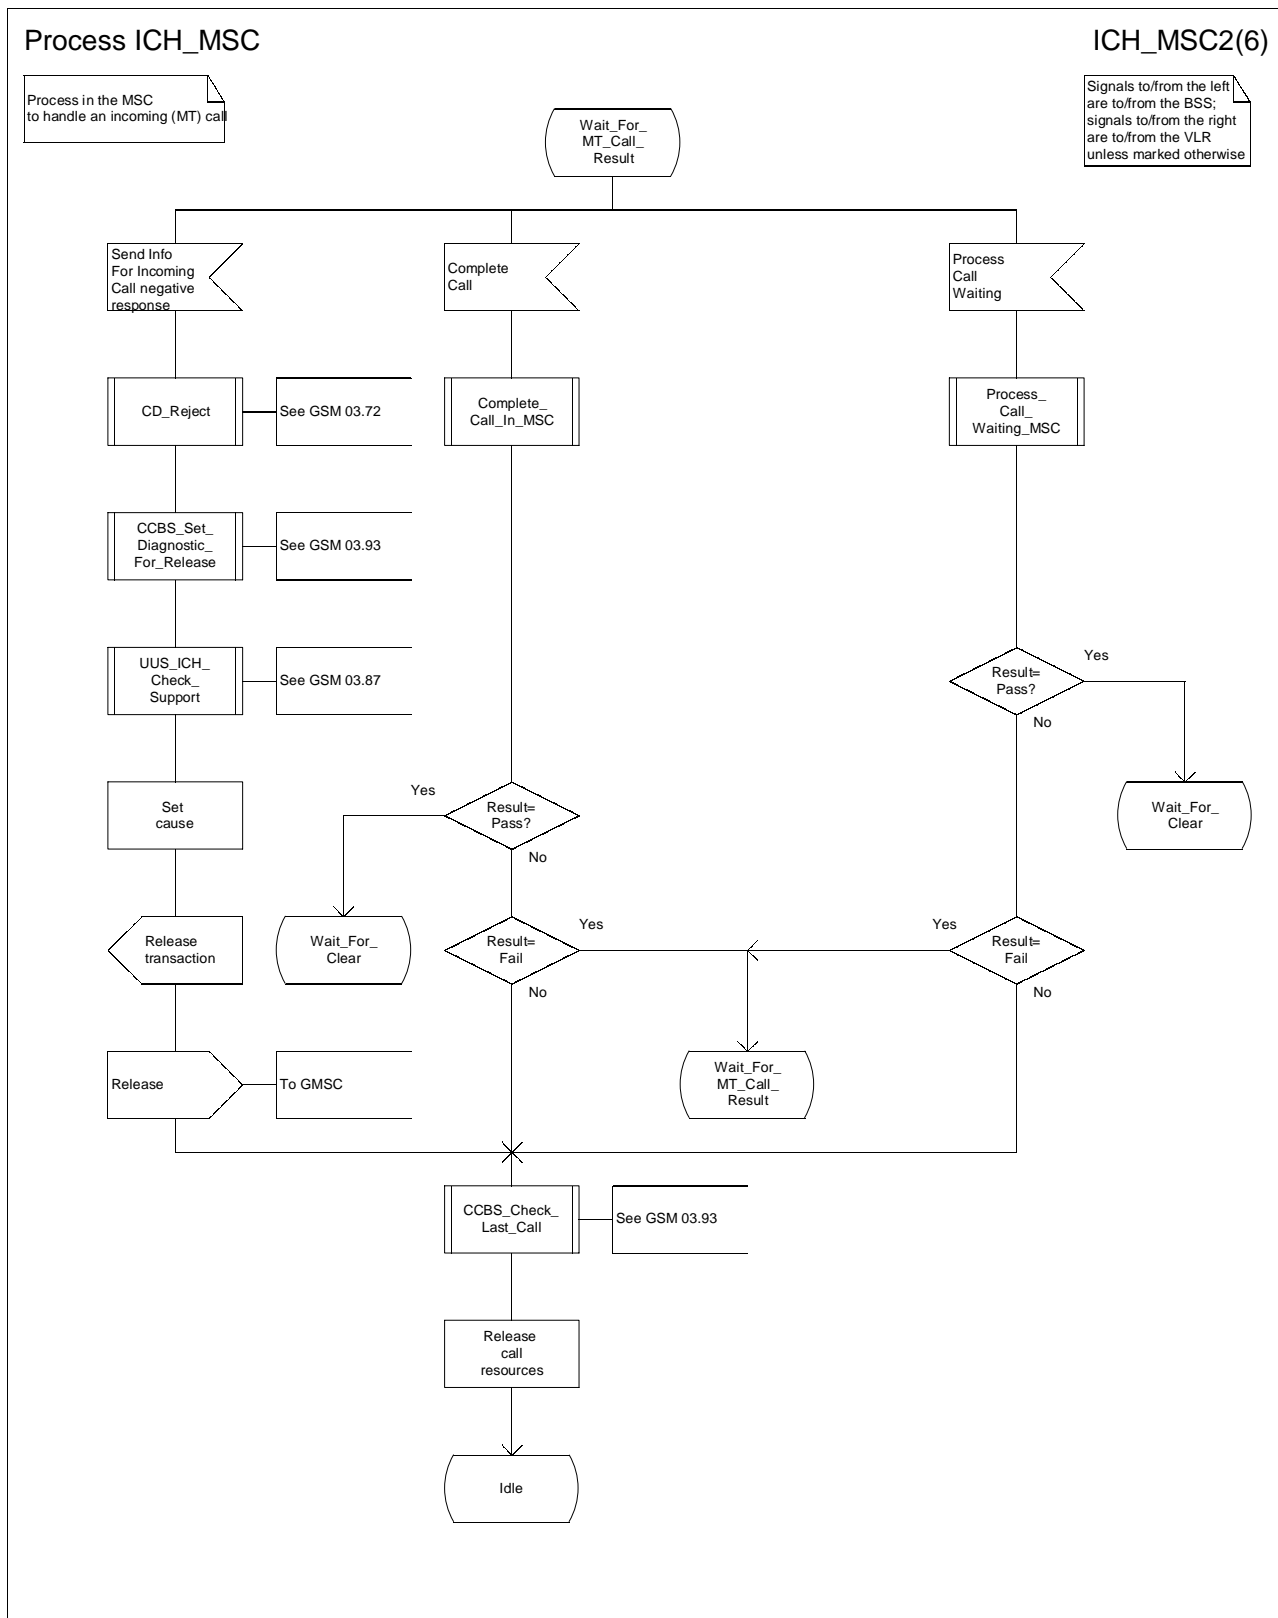 Process ICH_MSC
ICH_MSC2(6)
Process in the MSC
to handle an incoming (MT) call
Signals to/from the left
are to/from the BSS;
signals to/from the right
are to/from the VLR
unless marked otherwise
Wait_For_
MT_Call_
Result
Send Info
For Incoming
Call negative
response
Complete
Call
Process
Call
Waiting
CD_Reject
See GSM 03.72
Complete_
Call_In_MSC
Process_
Call_
Waiting_MSC
CCBS_Set_
Diagnostic_
For_Release
See GSM 03.93
UUS_ICH_
Check_
Support
See GSM 03.87
Result=
Pass?
Yes
No
Set
cause
Yes
Result=
Pass?
No
Wait_For_
Clear
Release
transaction
Wait_For_
Clear
Result=
Fail
Yes
No
Yes
Result=
Fail
No
Release
To GMSC
Wait_For_
MT_Call_
Result
CCBS_Check_
Last_Call
See GSM 03.93
Release
call
resources
Idle